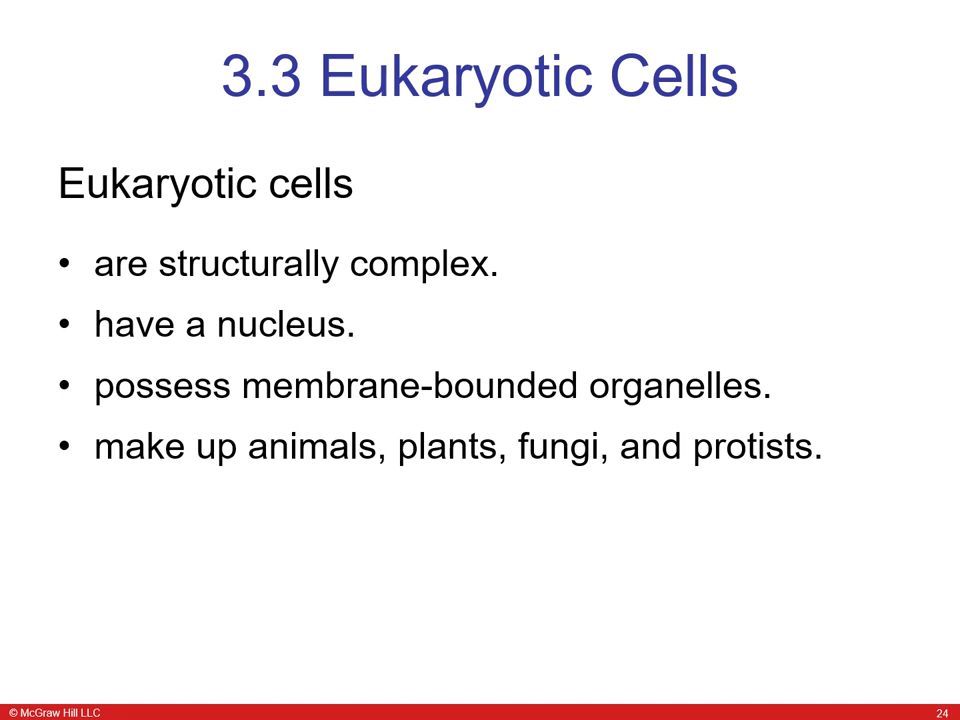 3.3 Eukaryotic Cells
Eukaryotic cells
• are structurally complex.
• have a nucleus.
• possess membrane-bounded organelles.
• make up animals, plants, fungi, and protists.
© McGraw Hill LLC
24